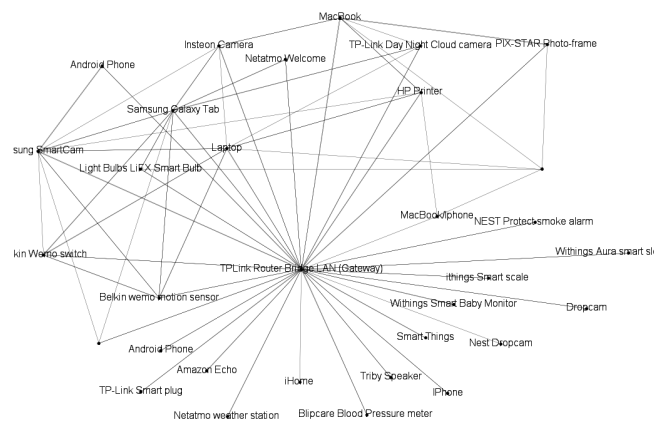 MacBook
Insteon Camera
TP-Link Day Night Cloud camera
PIX-STAR Photo-frame
Netatmo Welcome
Android Phone
HP Printer
Samsung Galaxy Tab
sung SmartCam
Laptop
Light Bulbs LiFX Smart Bulb
MacBook/Iphone
NEST Protect smoke alarm
kin Wemo switch
Withings Aura smart sle
TPLink Router Bridge LAN (Gateway)
ithings Smart scale
Belkin wemo motion sensor
Withings Smart Baby Monitor
Dropcam
Smart Things
Nest Dropcam
Android Phone
Amazon Echo
iHome
Triby Speaker
TP-Link Smart plug
IPhone
Netatmo weather station
Blipcare Blood Pressure meter